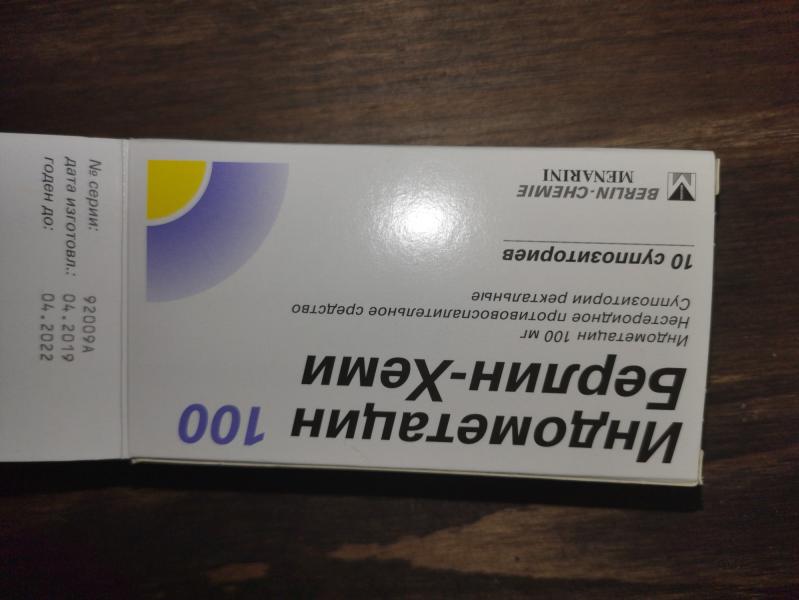 Индометацин 100
Берлин-Хеми
Индометацин 100 мг
Нестероидное противовоспалительное средство
Суппозитории ректальные
10 суппозиториев
BERLIN-CHEMIE
MENARINI
№ серии: 92009A
дата изготовл.: 04.2019
годен до: 04.2022